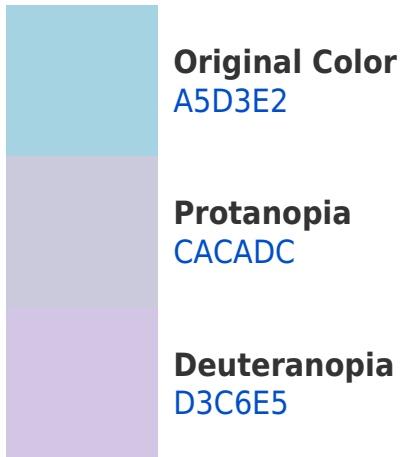 Original Color
A5D3E2
Protanopia
CACADC
Deuteranopia
D3C6E5